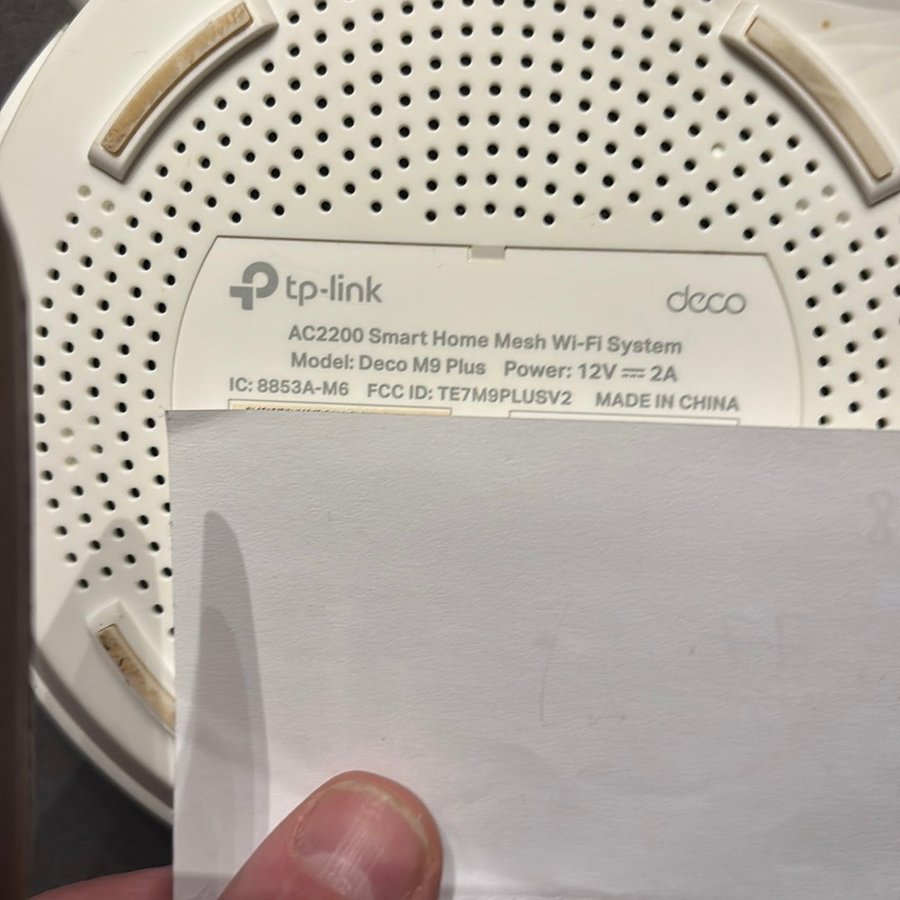 tp-link deco
AC2200 Smart Home Mesh Wi-Fi System
Model: Deco M9 Plus Power: 12V ⎓ 2A
IC: 8853A-M6 FCC ID: TE7M9PLUSV2 MADE IN CHINA